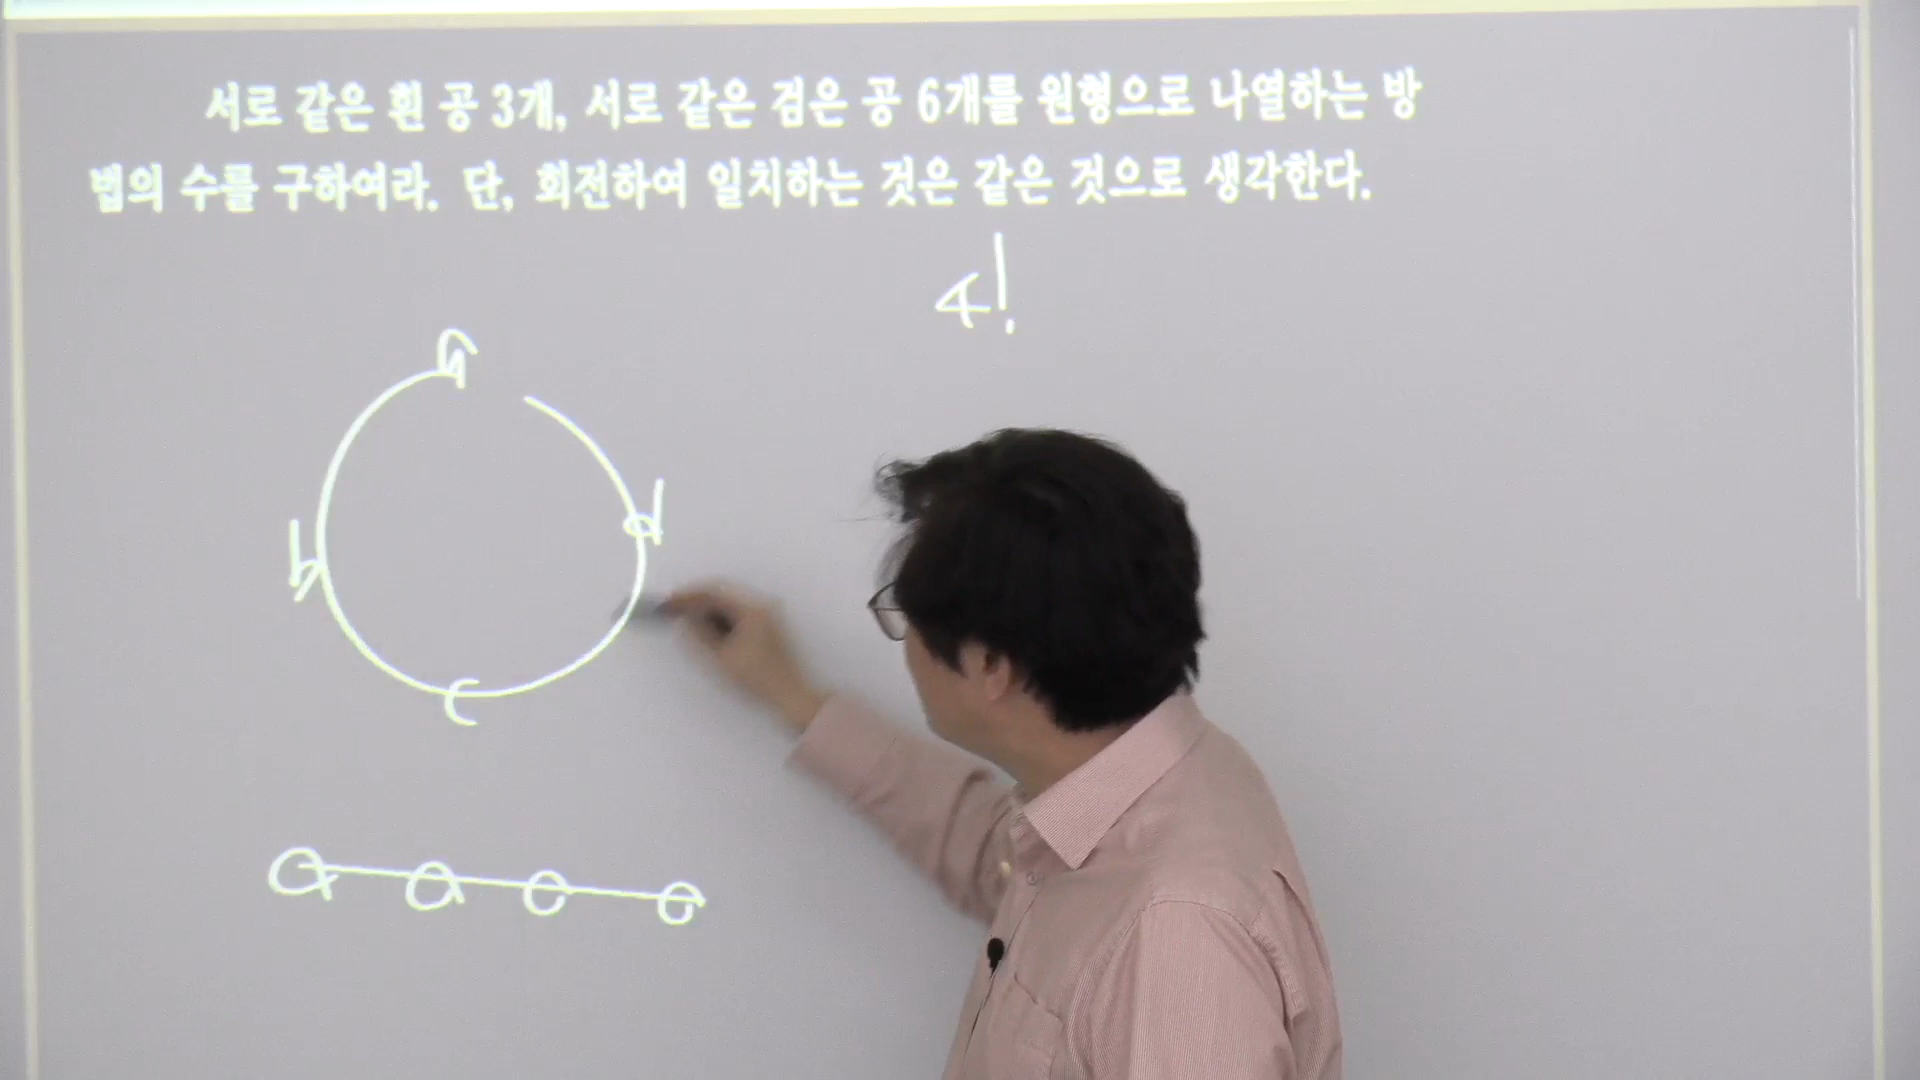 서로 같은 흰 공 3개, 서로 같은 검은 공 6개를 원형으로 나열하는 방
법의 수를 구하여라. 단, 회전하여 일치하는 것은 같은 것으로 생각한다.
4!
a
b
d
c
a a c c